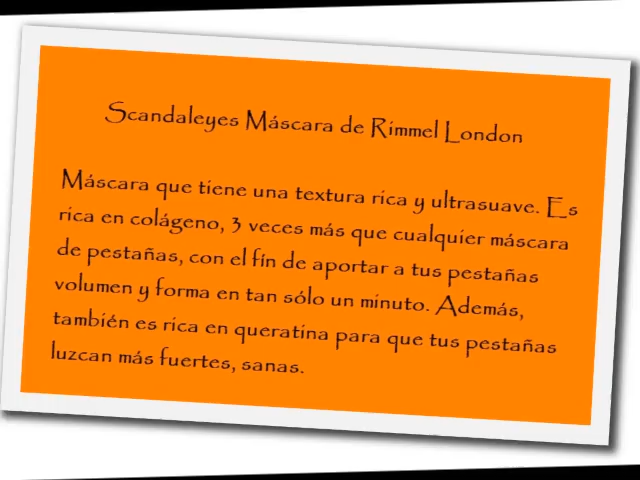 Scandaleyes Máscara de Rimmel London
Máscara que tiene una textura rica y ultrasuave. Es
rica en colágeno, 3 veces más que cualquier máscara
de pestañas, con el fín de aportar a tus pestañas
volumen y forma en tan sólo un minuto. Además,
también es rica en queratina para que tus pestañas
luzcan más fuertes, sanas.